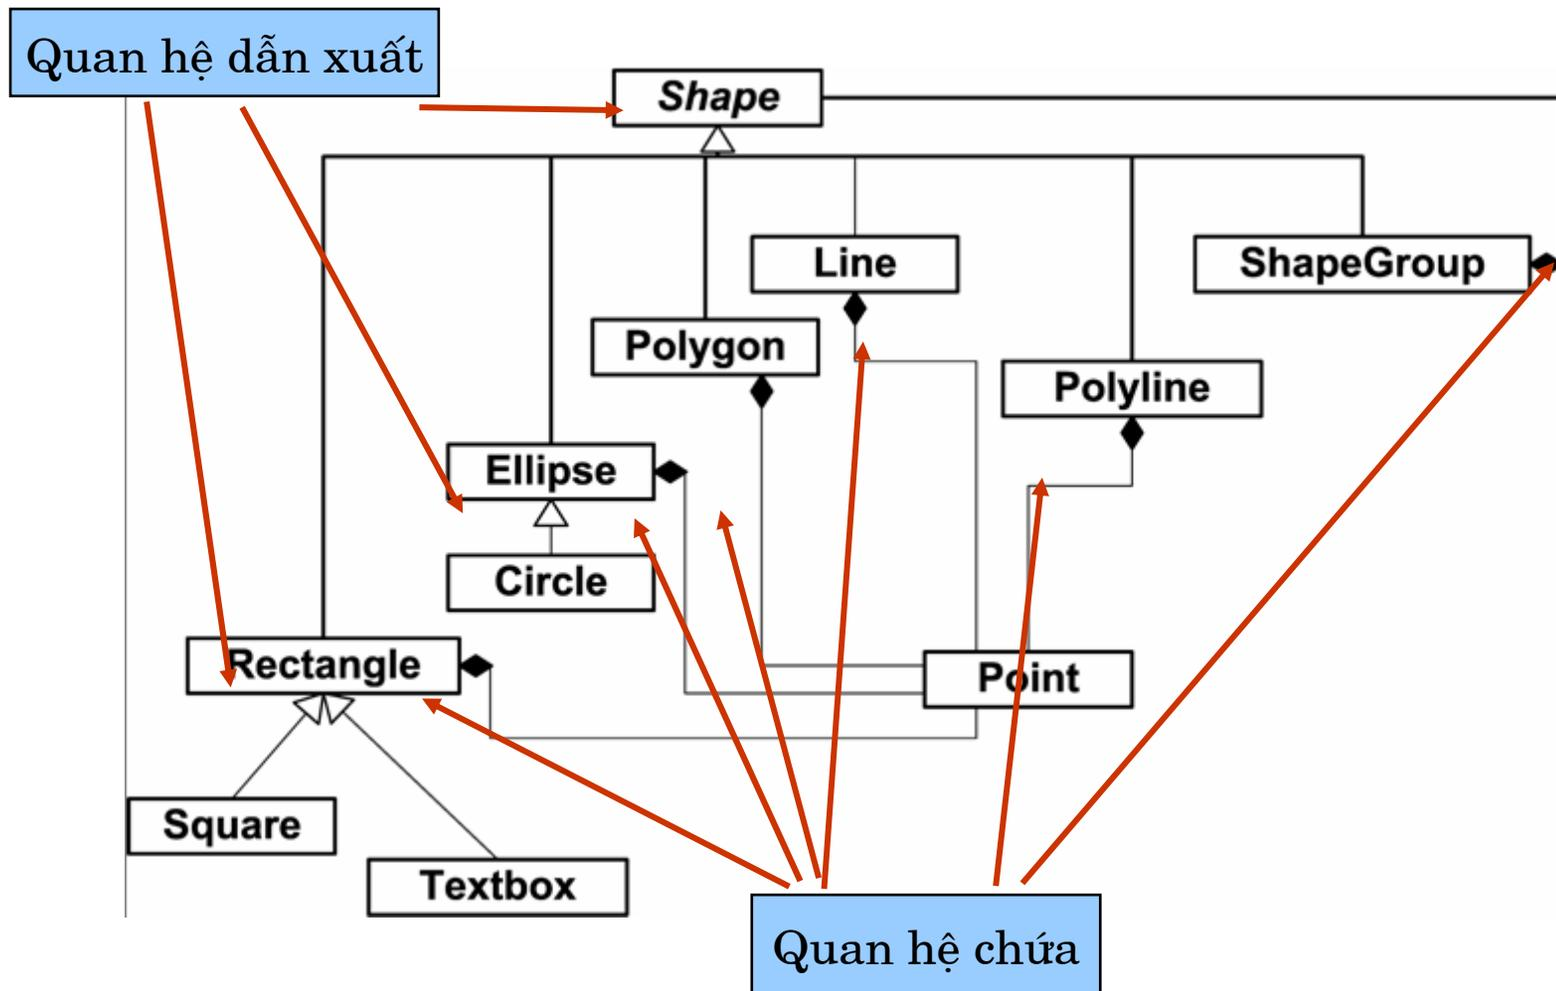 Quan hệ dẫn xuất
Shape
Line
ShapeGroup
Polygon
Polyline
Ellipse
Circle
Rectangle
Point
Square
Textbox
Quan hệ chứa